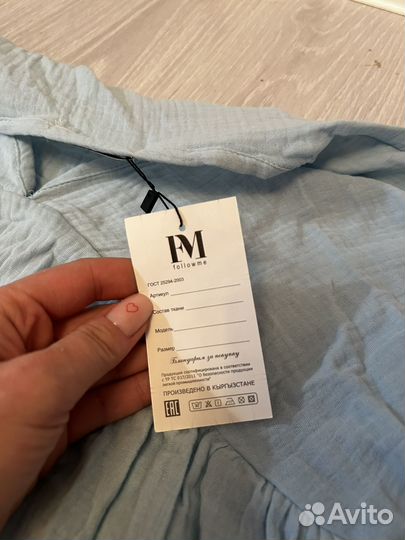 FM
followme
ГОСТ 25294-2003
Артикул
Состав ткани
Модель
Размер
Благодарим за покупку
Продукция сертифицирована в соответствии
с ТР ТС 017/2011 "О безопасности продукции
легкой промышленности"
ПРОИЗВЕДЕНО В КЫРГЫЗСТАНЕ
EAC
Avito